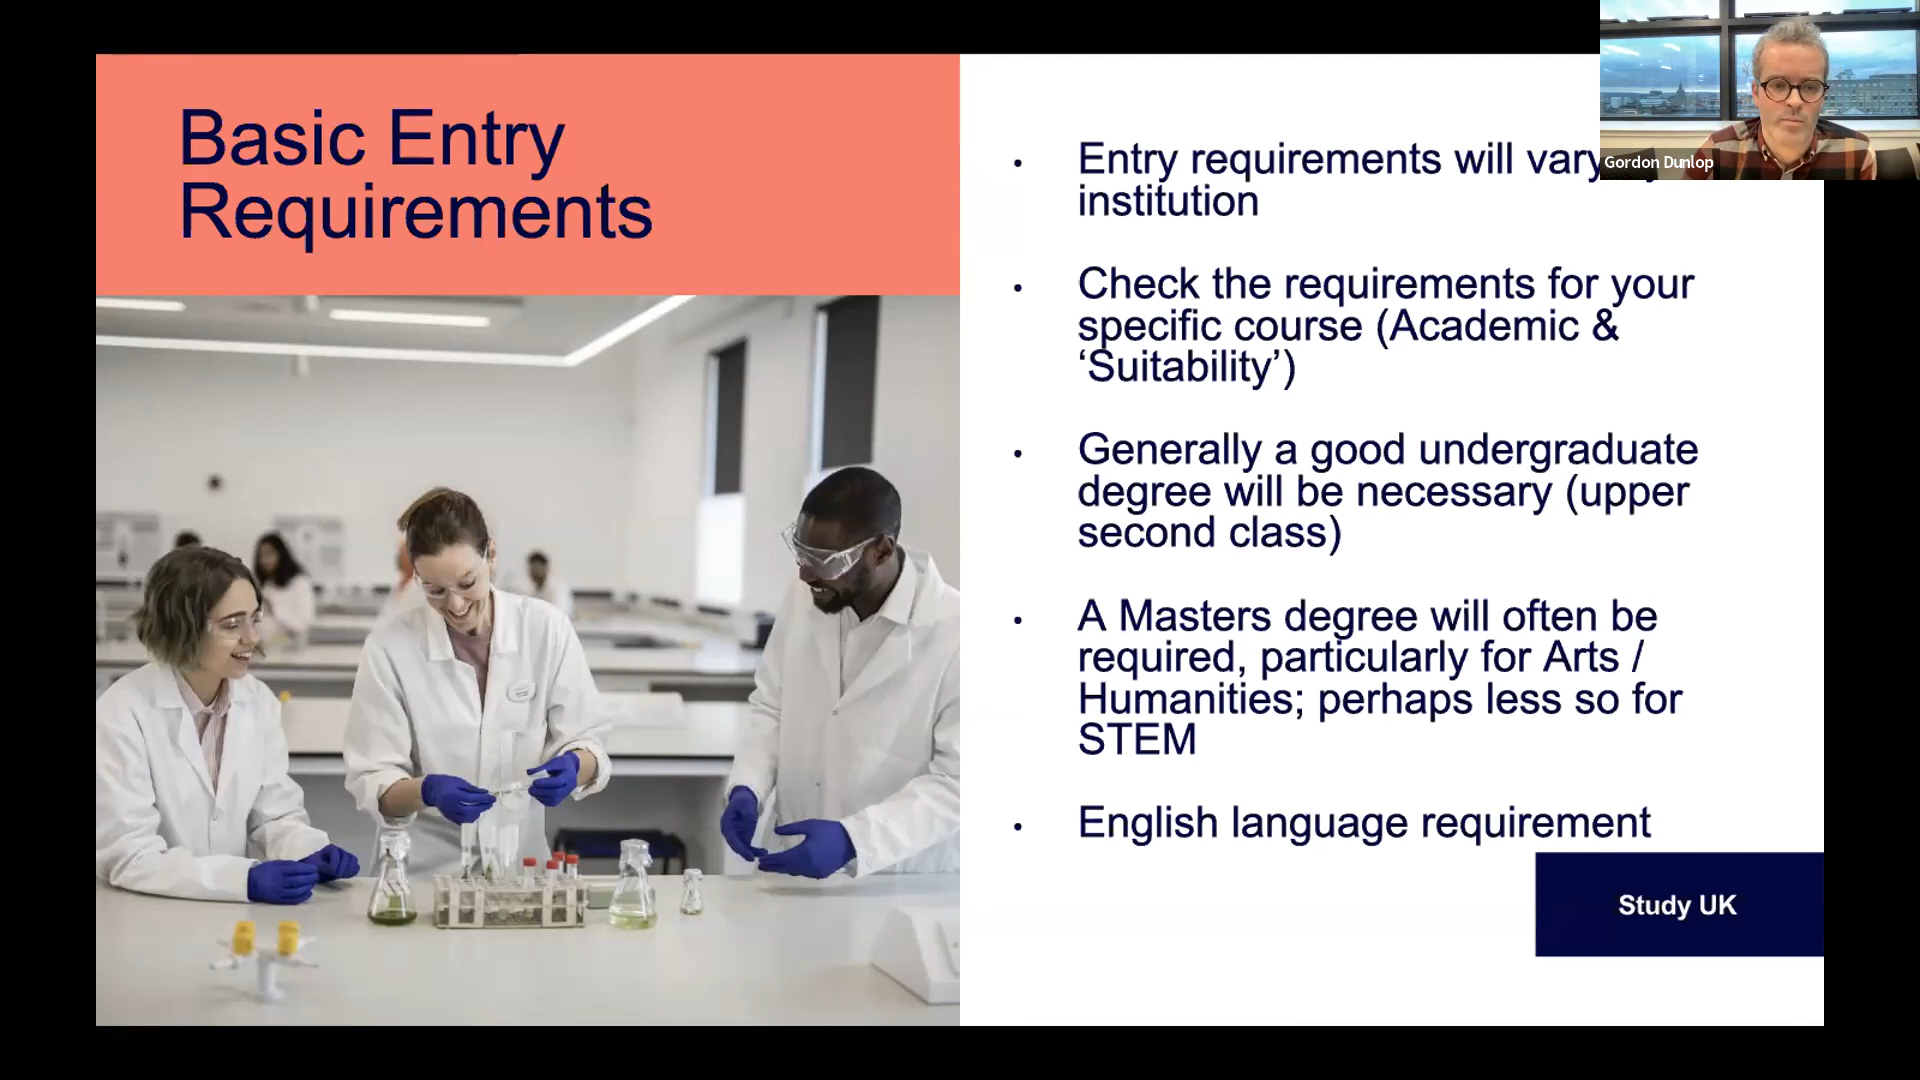 Basic Entry
Requirements
Entry requirements will vary
institution
Check the requirements for your
specific course (Academic &
‘Suitability’)
Generally a good undergraduate
degree will be necessary (upper
second class)
A Masters degree will often be
required, particularly for Arts /
Humanities; perhaps less so for
STEM
English language requirement
Study UK
Gordon Dunlop